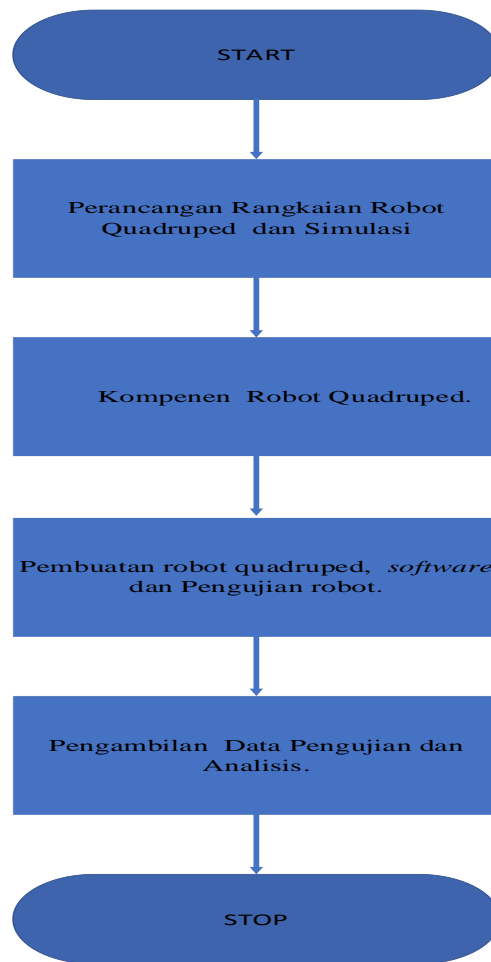 START
Perancangan Rangkaian Robot
Quadruped dan Simulasi
Kompenen Robot Quadruped.
Pembuatan robot quadruped, software
dan Pengujian robot.
Pengambilan Data Pengujian dan
Analisis.
STOP